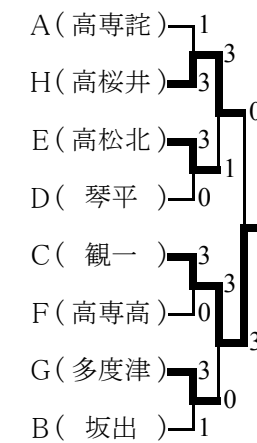 A(高専詫) 1
3
H(高桜井) 3
0
E(高松北) 3
1
D( 琴平 ) 0
C( 観一 ) 3
3
F(高専高) 0
3
G(多度津) 3
0
B( 坂出 ) 1